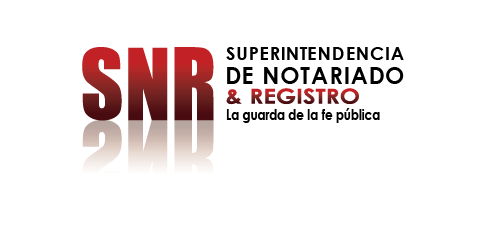 SNR
SUPERINTENDENCIA
DE NOTARIADO
& REGISTRO
La guarda de la fe pública